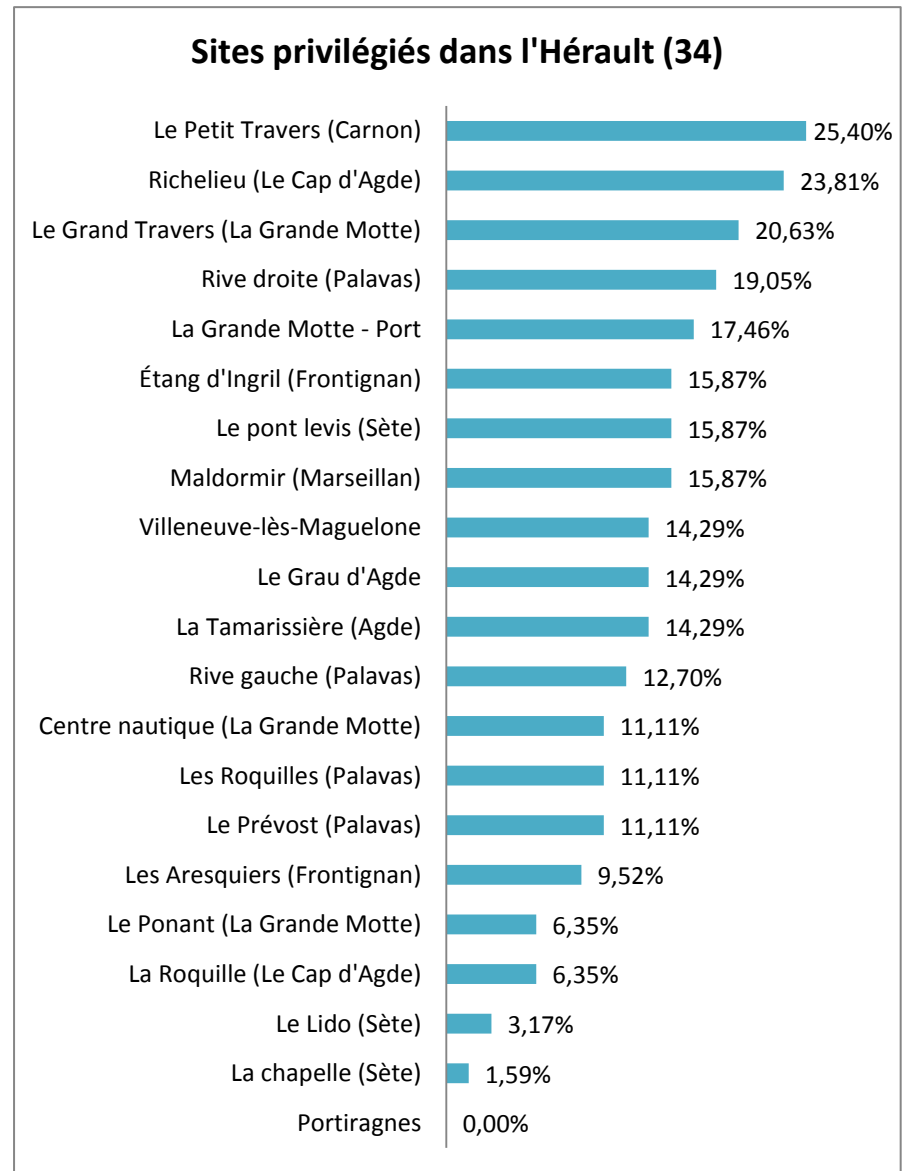 Sites privilégiés dans l'Hérault (34)
Le Petit Travers (Carnon) 25,40%
Richelieu (Le Cap d'Agde) 23,81%
Le Grand Travers (La Grande Motte) 20,63%
Rive droite (Palavas) 19,05%
La Grande Motte - Port 17,46%
Étang d'Ingril (Frontignan) 15,87%
Le pont levis (Sète) 15,87%
Maldormir (Marseillan) 15,87%
Villeneuve-lès-Maguelone 14,29%
Le Grau d'Agde 14,29%
La Tamarissière (Agde) 14,29%
Rive gauche (Palavas) 12,70%
Centre nautique (La Grande Motte) 11,11%
Les Roquilles (Palavas) 11,11%
Le Prévost (Palavas) 11,11%
Les Aresquiers (Frontignan) 9,52%
Le Ponant (La Grande Motte) 6,35%
La Roquille (Le Cap d'Agde) 6,35%
Le Lido (Sète) 3,17%
La chapelle (Sète) 1,59%
Portiragnes 0,00%